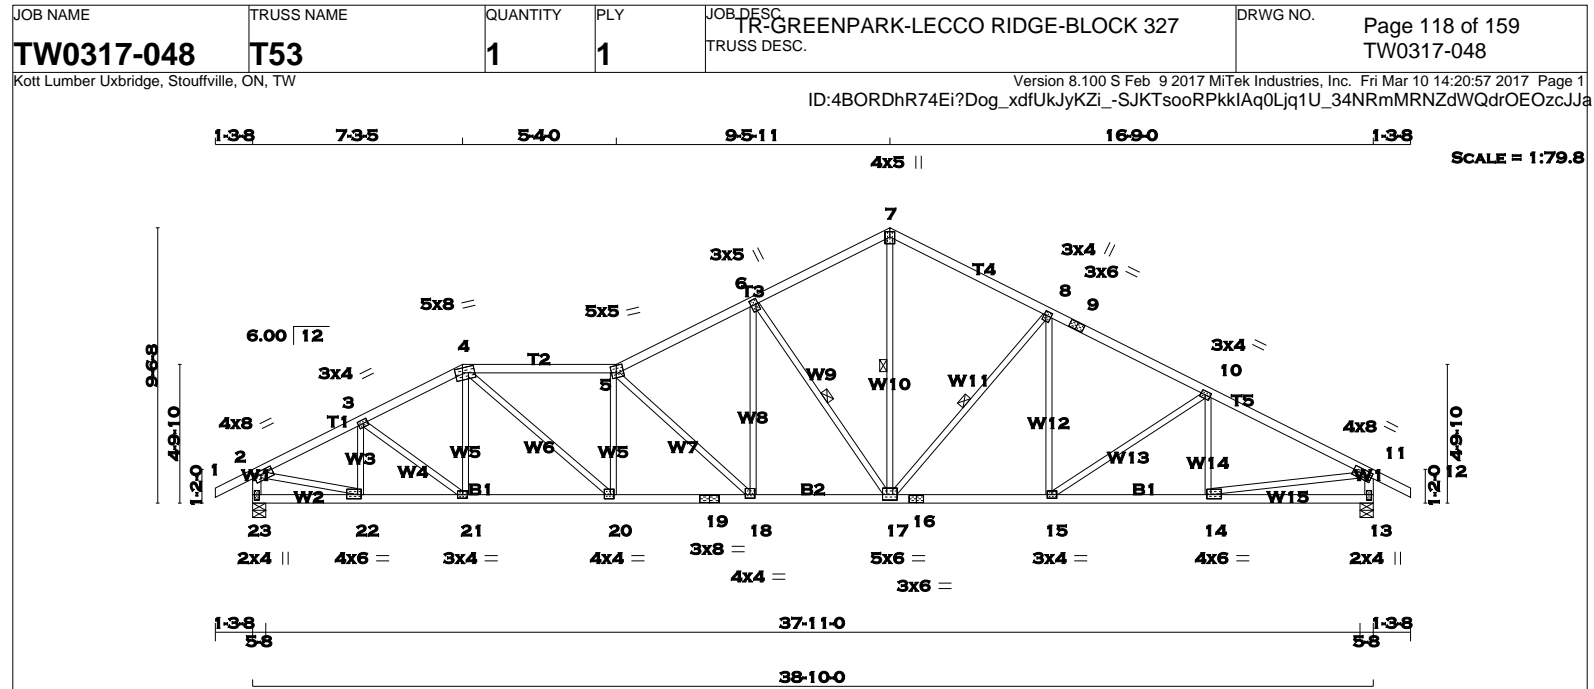 JOB NAME TRUSS NAME QUANTITY PLY JOB DESC. TR-GREENPARK-LECCO RIDGE-BLOCK 327 DRWG NO. Page 118 of 159
TW0317-048 T53 1 1 TRUSS DESC. TW0317-048
Kott Lumber Uxbridge, Stouffville, ON, TW Version 8.100 S Feb 9 2017 MiTek Industries, Inc. Fri Mar 10 14:20:57 2017 Page 1
ID:4BORDhR74Ei?Dog_xdfUkJyKZi_-SJKTsooRPkkIAq0Ljq1U_34NRmMRNZdWQdrOEOzcJJa
1-3-8 7-3-5 5-4-0 9-5-11 16-9-0 1-3-8
SCALE = 1:79.8
4x5 ||
7
3x5 \\
3x4 //
3x6 =
T4
6
T3
8
9
5x8 =
5x5 =
6.00 12
4
T2
3x4 =
10
9-6-8
3x4 =
5
W9
W10
W11
T5
3
T1
4x8 =
4x8 =
4-9-10
W8
W12
4-9-10
11
2
1
W1
W3
W4
W5
W6
W5
W7
W13
W14
W1
12
1-2-0
W2
B1
B2
B1
W15
1-2-0
23 22 21 20 19 18 17 16 15 14 13
2x4 || 4x6 = 3x4 = 4x4 = 3x8 = 4x4 = 5x6 = 3x6 = 3x4 = 4x6 = 2x4 ||
1-3-8 37-11-0 1-3-8
5-8 5-8
38-10-0